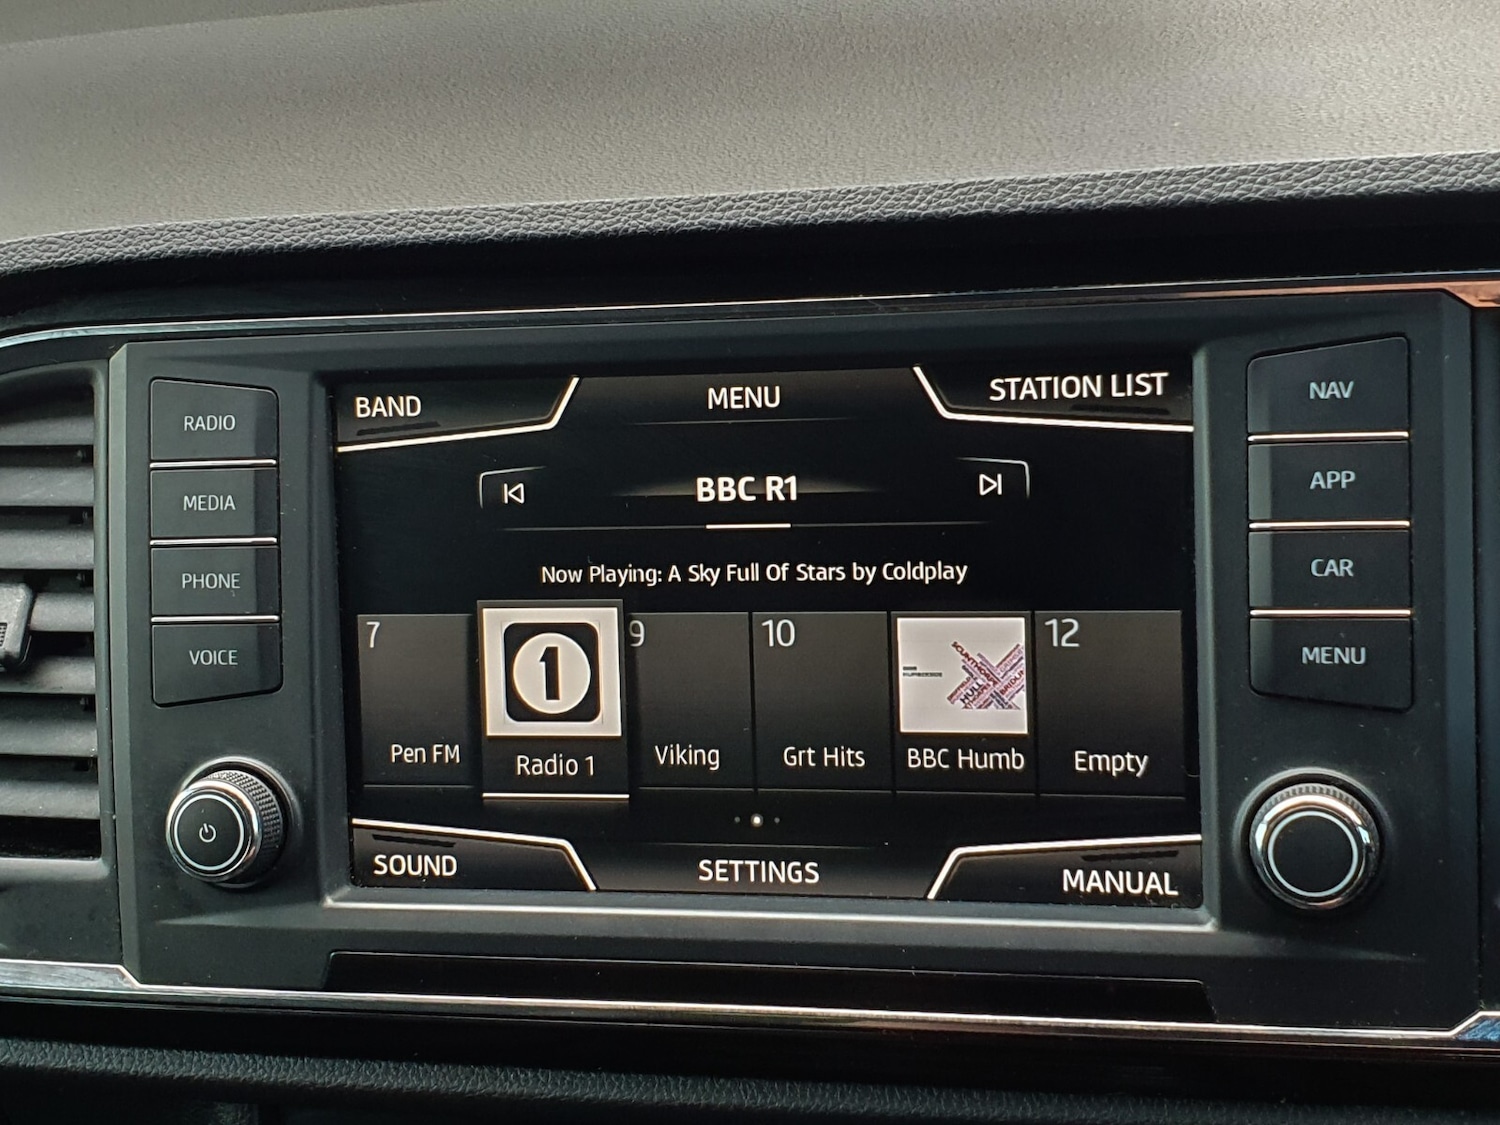 BAND
MENU
STATION LIST
RADIO
MEDIA
PHONE
VOICE
NAV
APP
CAR
MENU
BBC R1
Now Playing: A Sky Full Of Stars by Coldplay
7
Pen FM
1
Radio 1
9
Viking
10
Grt Hits
HULL
BBC Humb
12
Empty
SOUND
SETTINGS
MANUAL